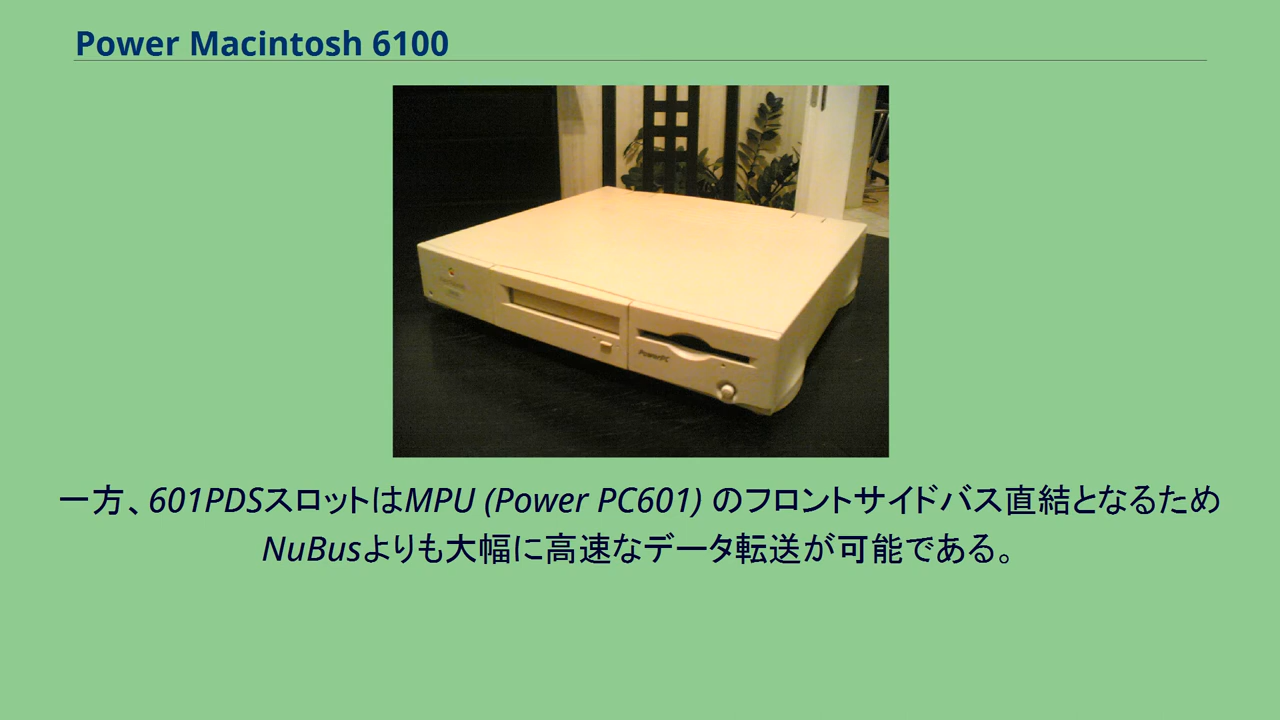 Power Macintosh 6100
PowerPC
一方、601PDSスロットはMPU (Power PC601) のフロントサイドバス直結となるため
NuBusよりも大幅に高速なデータ転送が可能である。